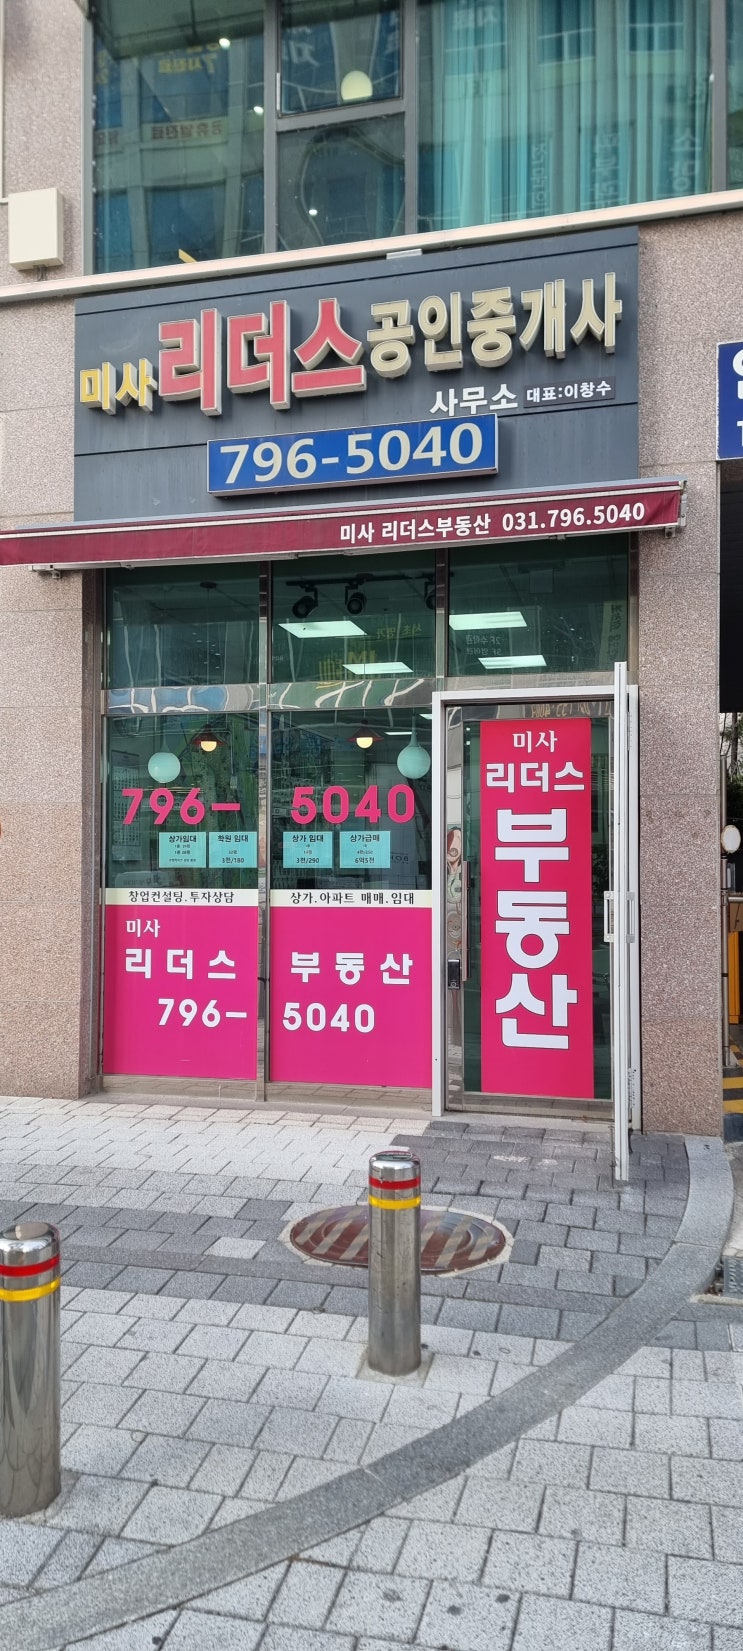 미사 리더스 공인중개사
사무소 대표:이창수
796-5040
미사 리더스부동산 031.796.5040
796- 5040
상가임대
학원 임대
3천/180
상가 임대
3천/290
상가급매
6억5천
창업컨설팅.투자상담
상가.아파트 매매.임대
미사
리더스 부동산
796- 5040
미사
리더스
부동산